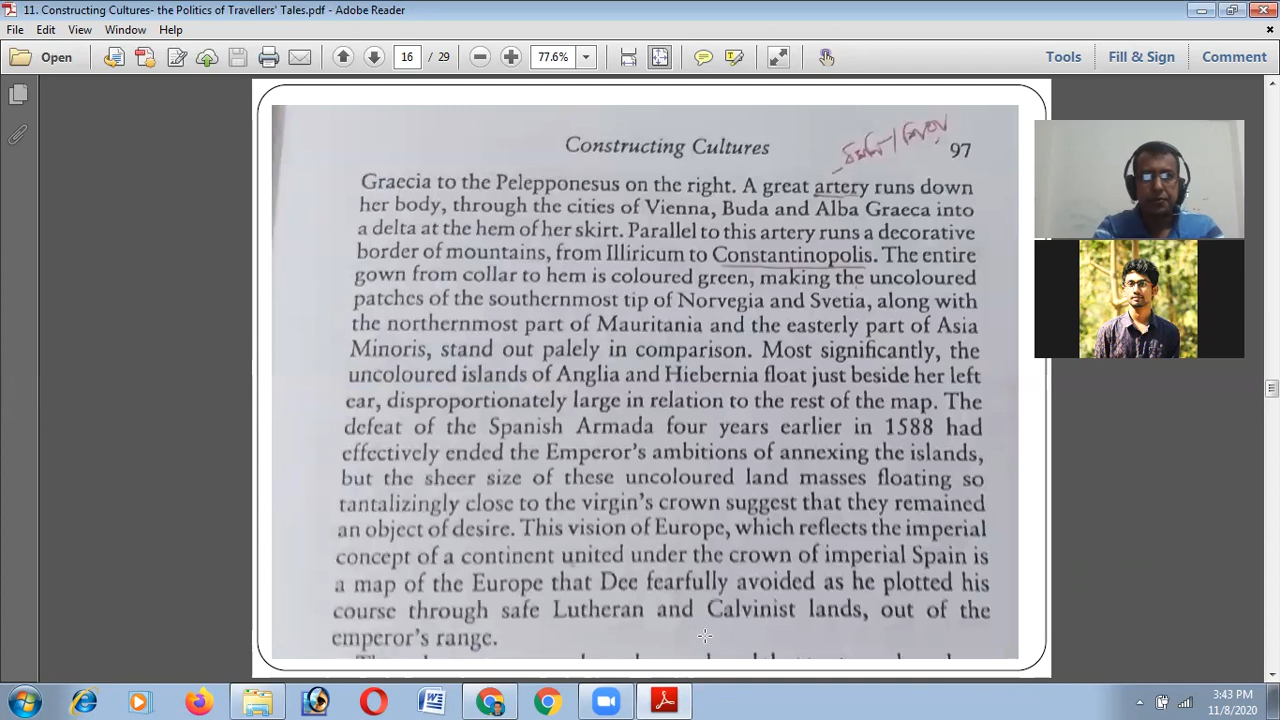 11. Constructing Cultures- the Politics of Travellers' Tales.pdf - Adobe Reader
File Edit View Window Help
Open 16 / 29 77.6% Tools Fill & Sign Comment
Constructing Cultures
97
Graecia to the Pelepponesus on the right. A great artery runs down
her body, through the cities of Vienna, Buda and Alba Graeca into
a delta at the hem of her skirt. Parallel to this artery runs a decorative
border of mountains, from Illiricum to Constantinopolis. The entire
gown from collar to hem is coloured green, making the uncoloured
patches of the southernmost tip of Norvegia and Svetia, along with
the northernmost part of Mauritania and the easterly part of Asia
Minoris, stand out palely in comparison. Most significantly, the
uncoloured islands of Anglia and Hiebernia float just beside her left
ear, disproportionately large in relation to the rest of the map. The
defeat of the Spanish Armada four years earlier in 1588 had
effectively ended the Emperor's ambitions of annexing the islands,
but the sheer size of these uncoloured land masses floating so
tantalizingly close to the virgin's crown suggest that they remained
an object of desire. This vision of Europe, which reflects the imperial
concept of a continent united under the crown of imperial Spain is
a map of the Europe that Dee fearfully avoided as he plotted his
course through safe Lutheran and Calvinist lands, out of the
emperor's range.
3:43 PM
11/8/2020